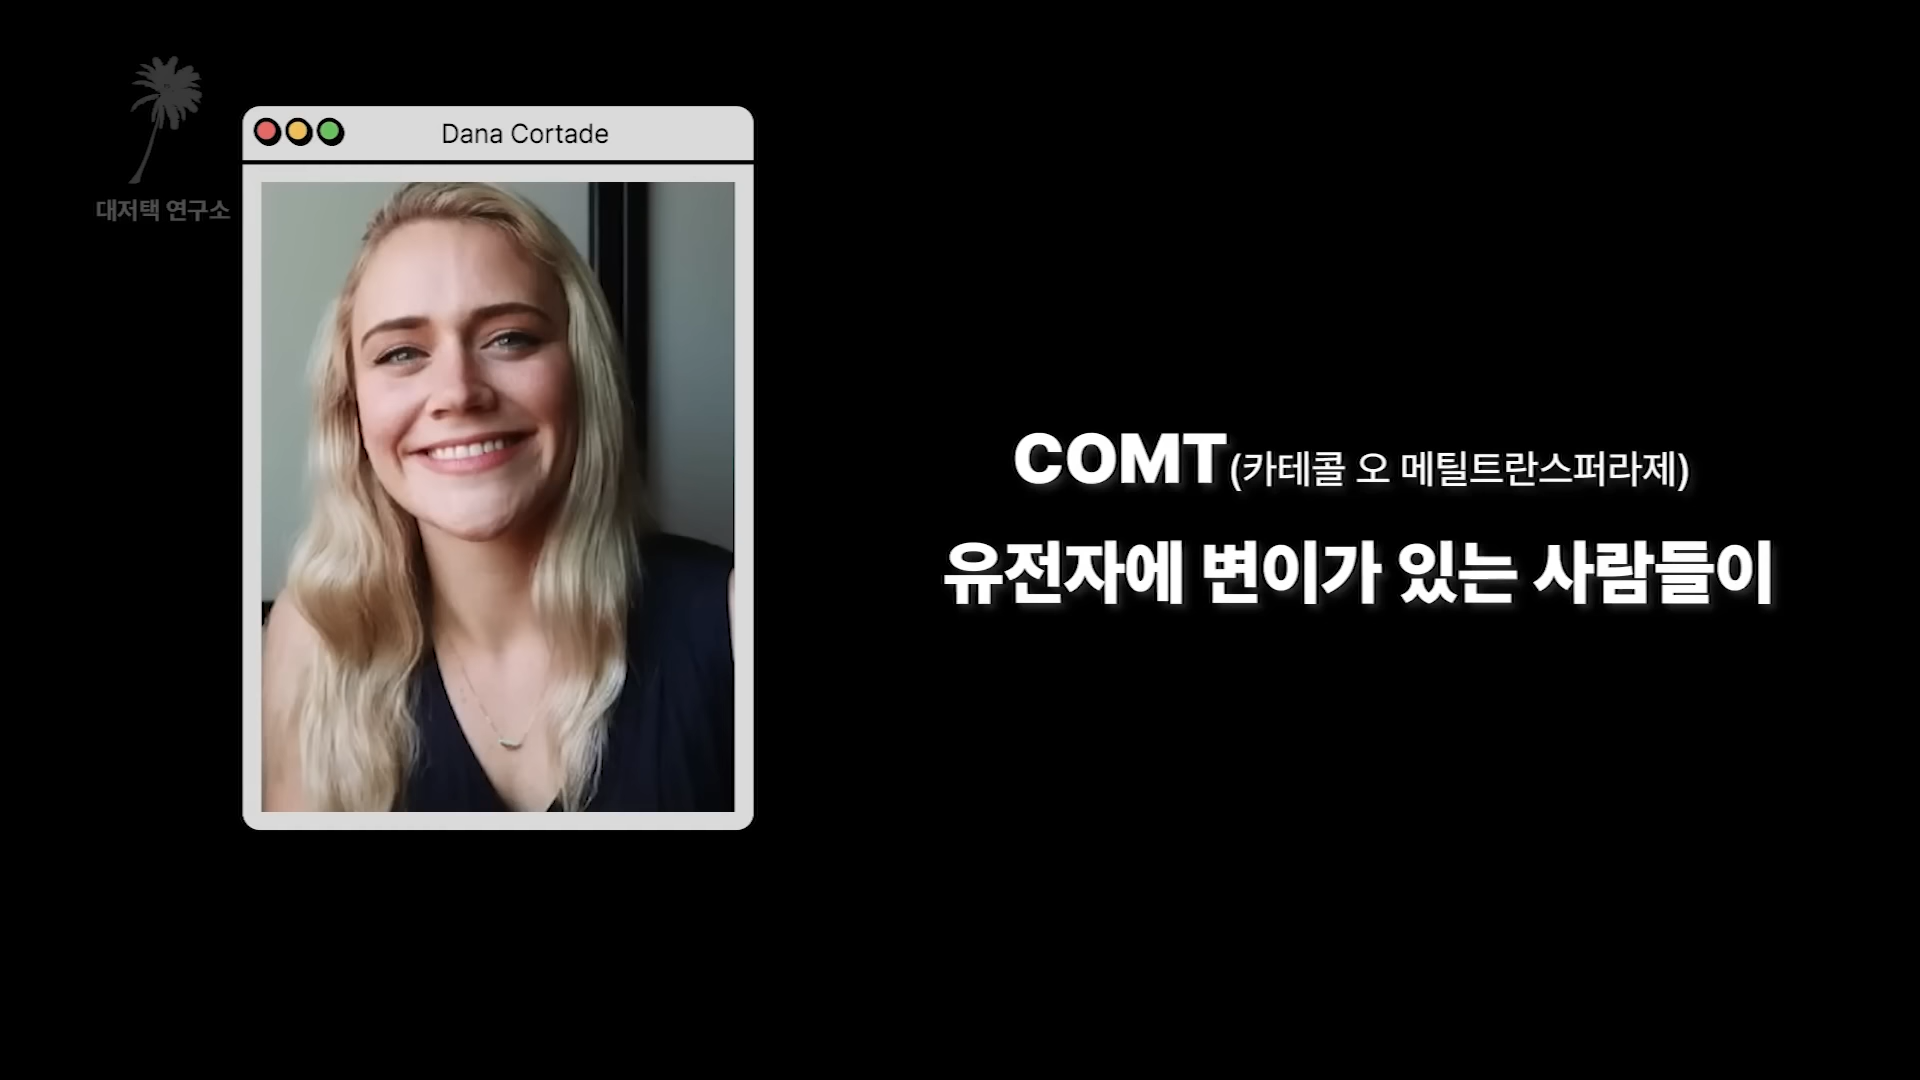 대저택 연구소
Dana Cortade
COMT(카테콜 오 메틸트란스퍼라제)
유전자에 변이가 있는 사람들이